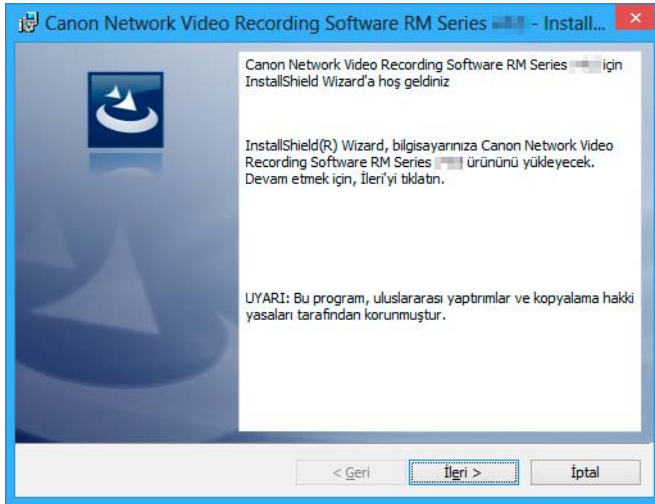 Canon Network Video Recording Software RM Series - Install...
Canon Network Video Recording Software RM Series için
InstallShield Wizard'a hoş geldiniz
InstallShield(R) Wizard, bilgisayarınıza Canon Network Video
Recording Software RM Series ürününü yükleyecek.
Devam etmek için, İleri'yi tıklatın.
UYARI: Bu program, uluslararası yaptırımlar ve kopyalama hakki
yasaları tarafından korunmuştur.
< Geri
İleri >
İptal